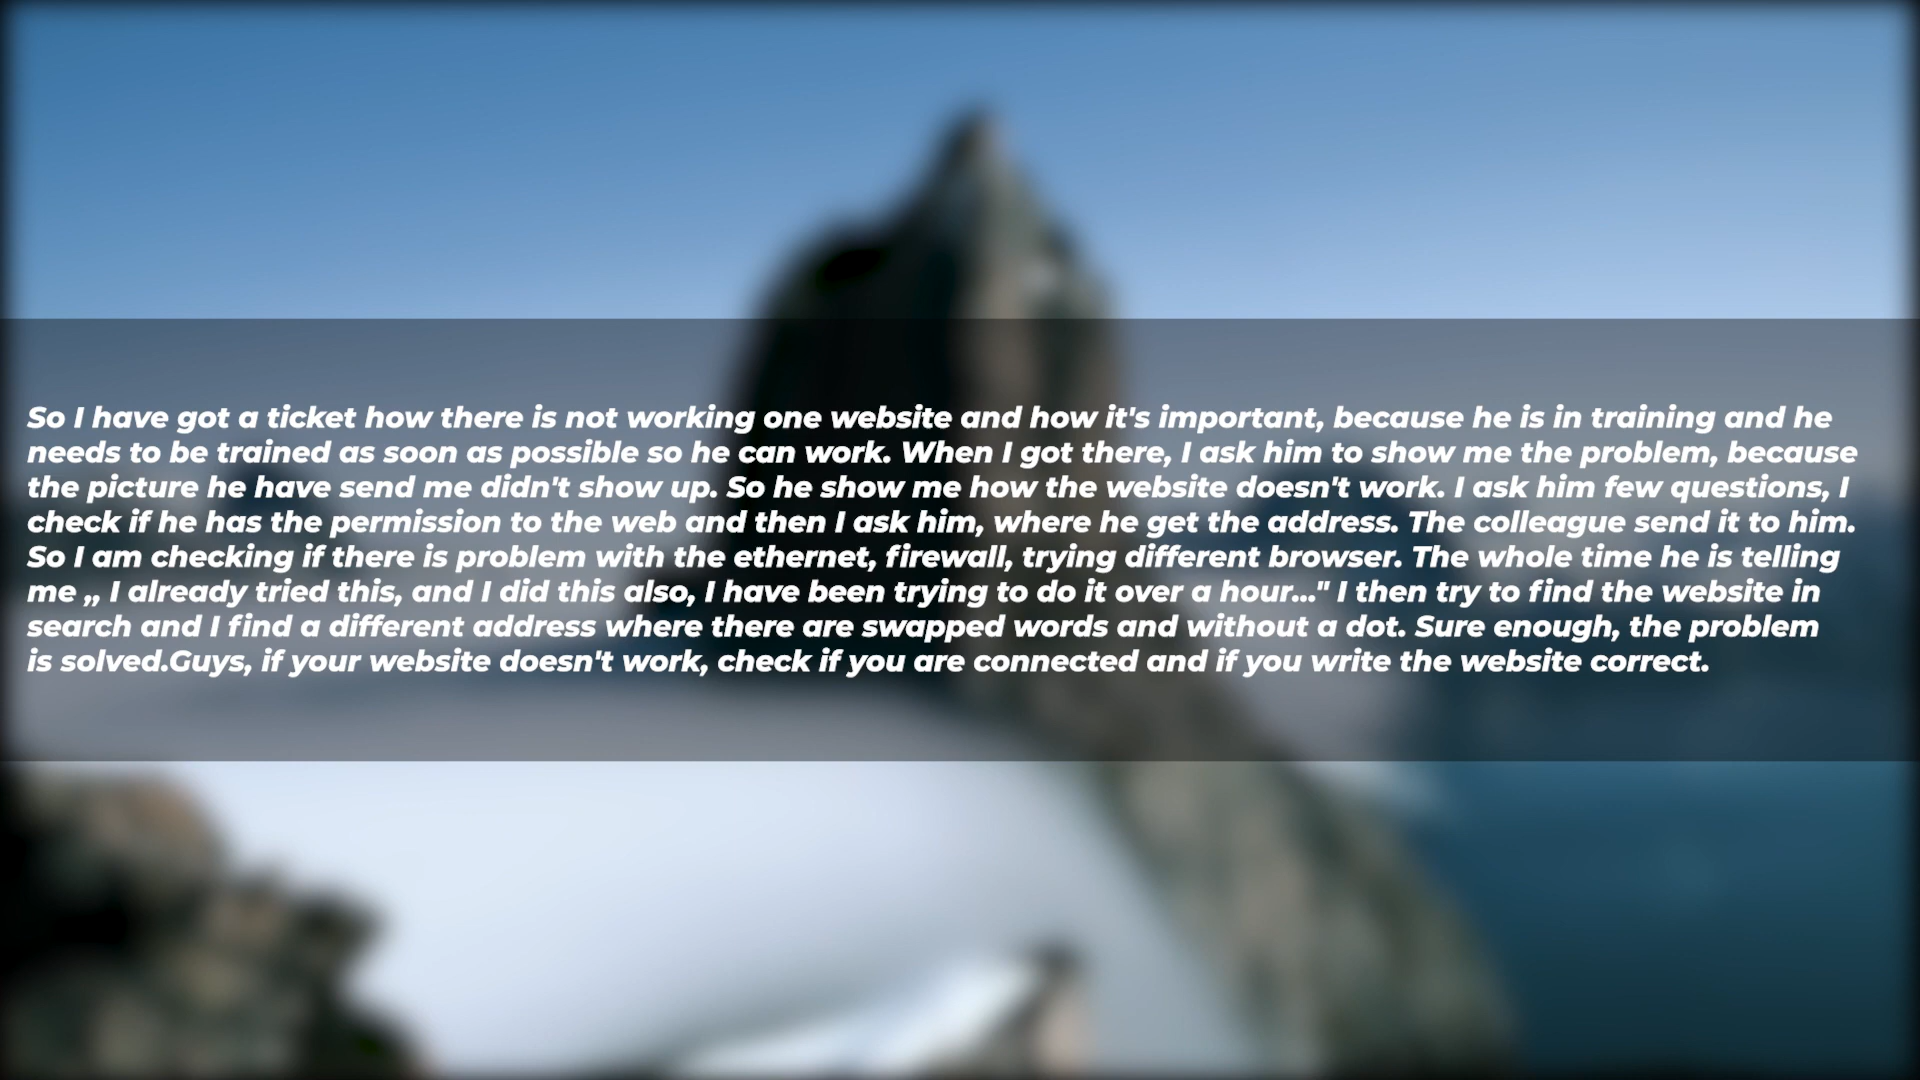 So I have got a ticket how there is not working one website and how it's important, because he is in training and he
needs to be trained as soon as possible so he can work. When I got there, I ask him to show me the problem, because
the picture he have send me didn't show up. So he show me how the website doesn't work. I ask him few questions, I
check if he has the permission to the web and then I ask him, where he get the address. The colleague send it to him.
So I am checking if there is problem with the ethernet, firewall, trying different browser. The whole time he is telling
me „ I already tried this, and I did this also, I have been trying to do it over a hour..." I then try to find the website in
search and I find a different address where there are swapped words and without a dot. Sure enough, the problem
is solved.Guys, if your website doesn't work, check if you are connected and if you write the website correct.